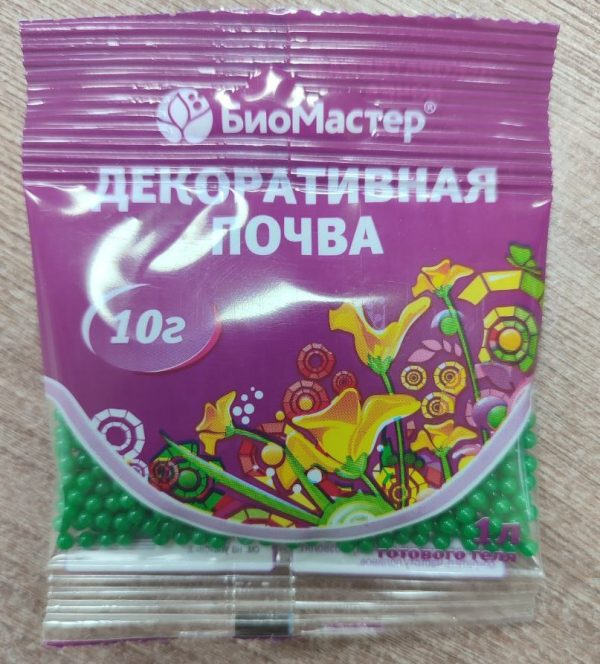 БиоМастер®
ДЕКОРАТИВНАЯ
ПОЧВА
10г
1л
готового геля